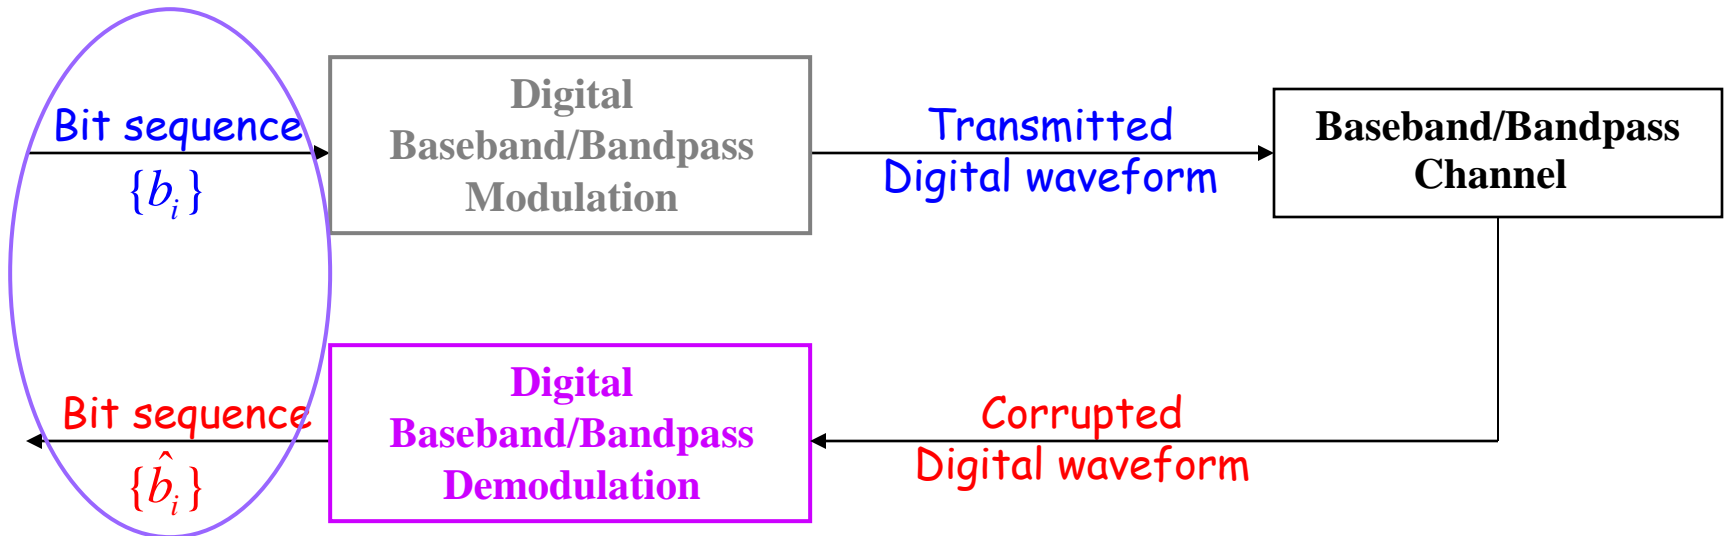 Bit sequence
{b_i}
Digital
Baseband/Bandpass
Modulation
Transmitted
Digital waveform
Baseband/Bandpass
Channel
Bit sequence
{b̂_i}
Digital
Baseband/Bandpass
Demodulation
Corrupted
Digital waveform